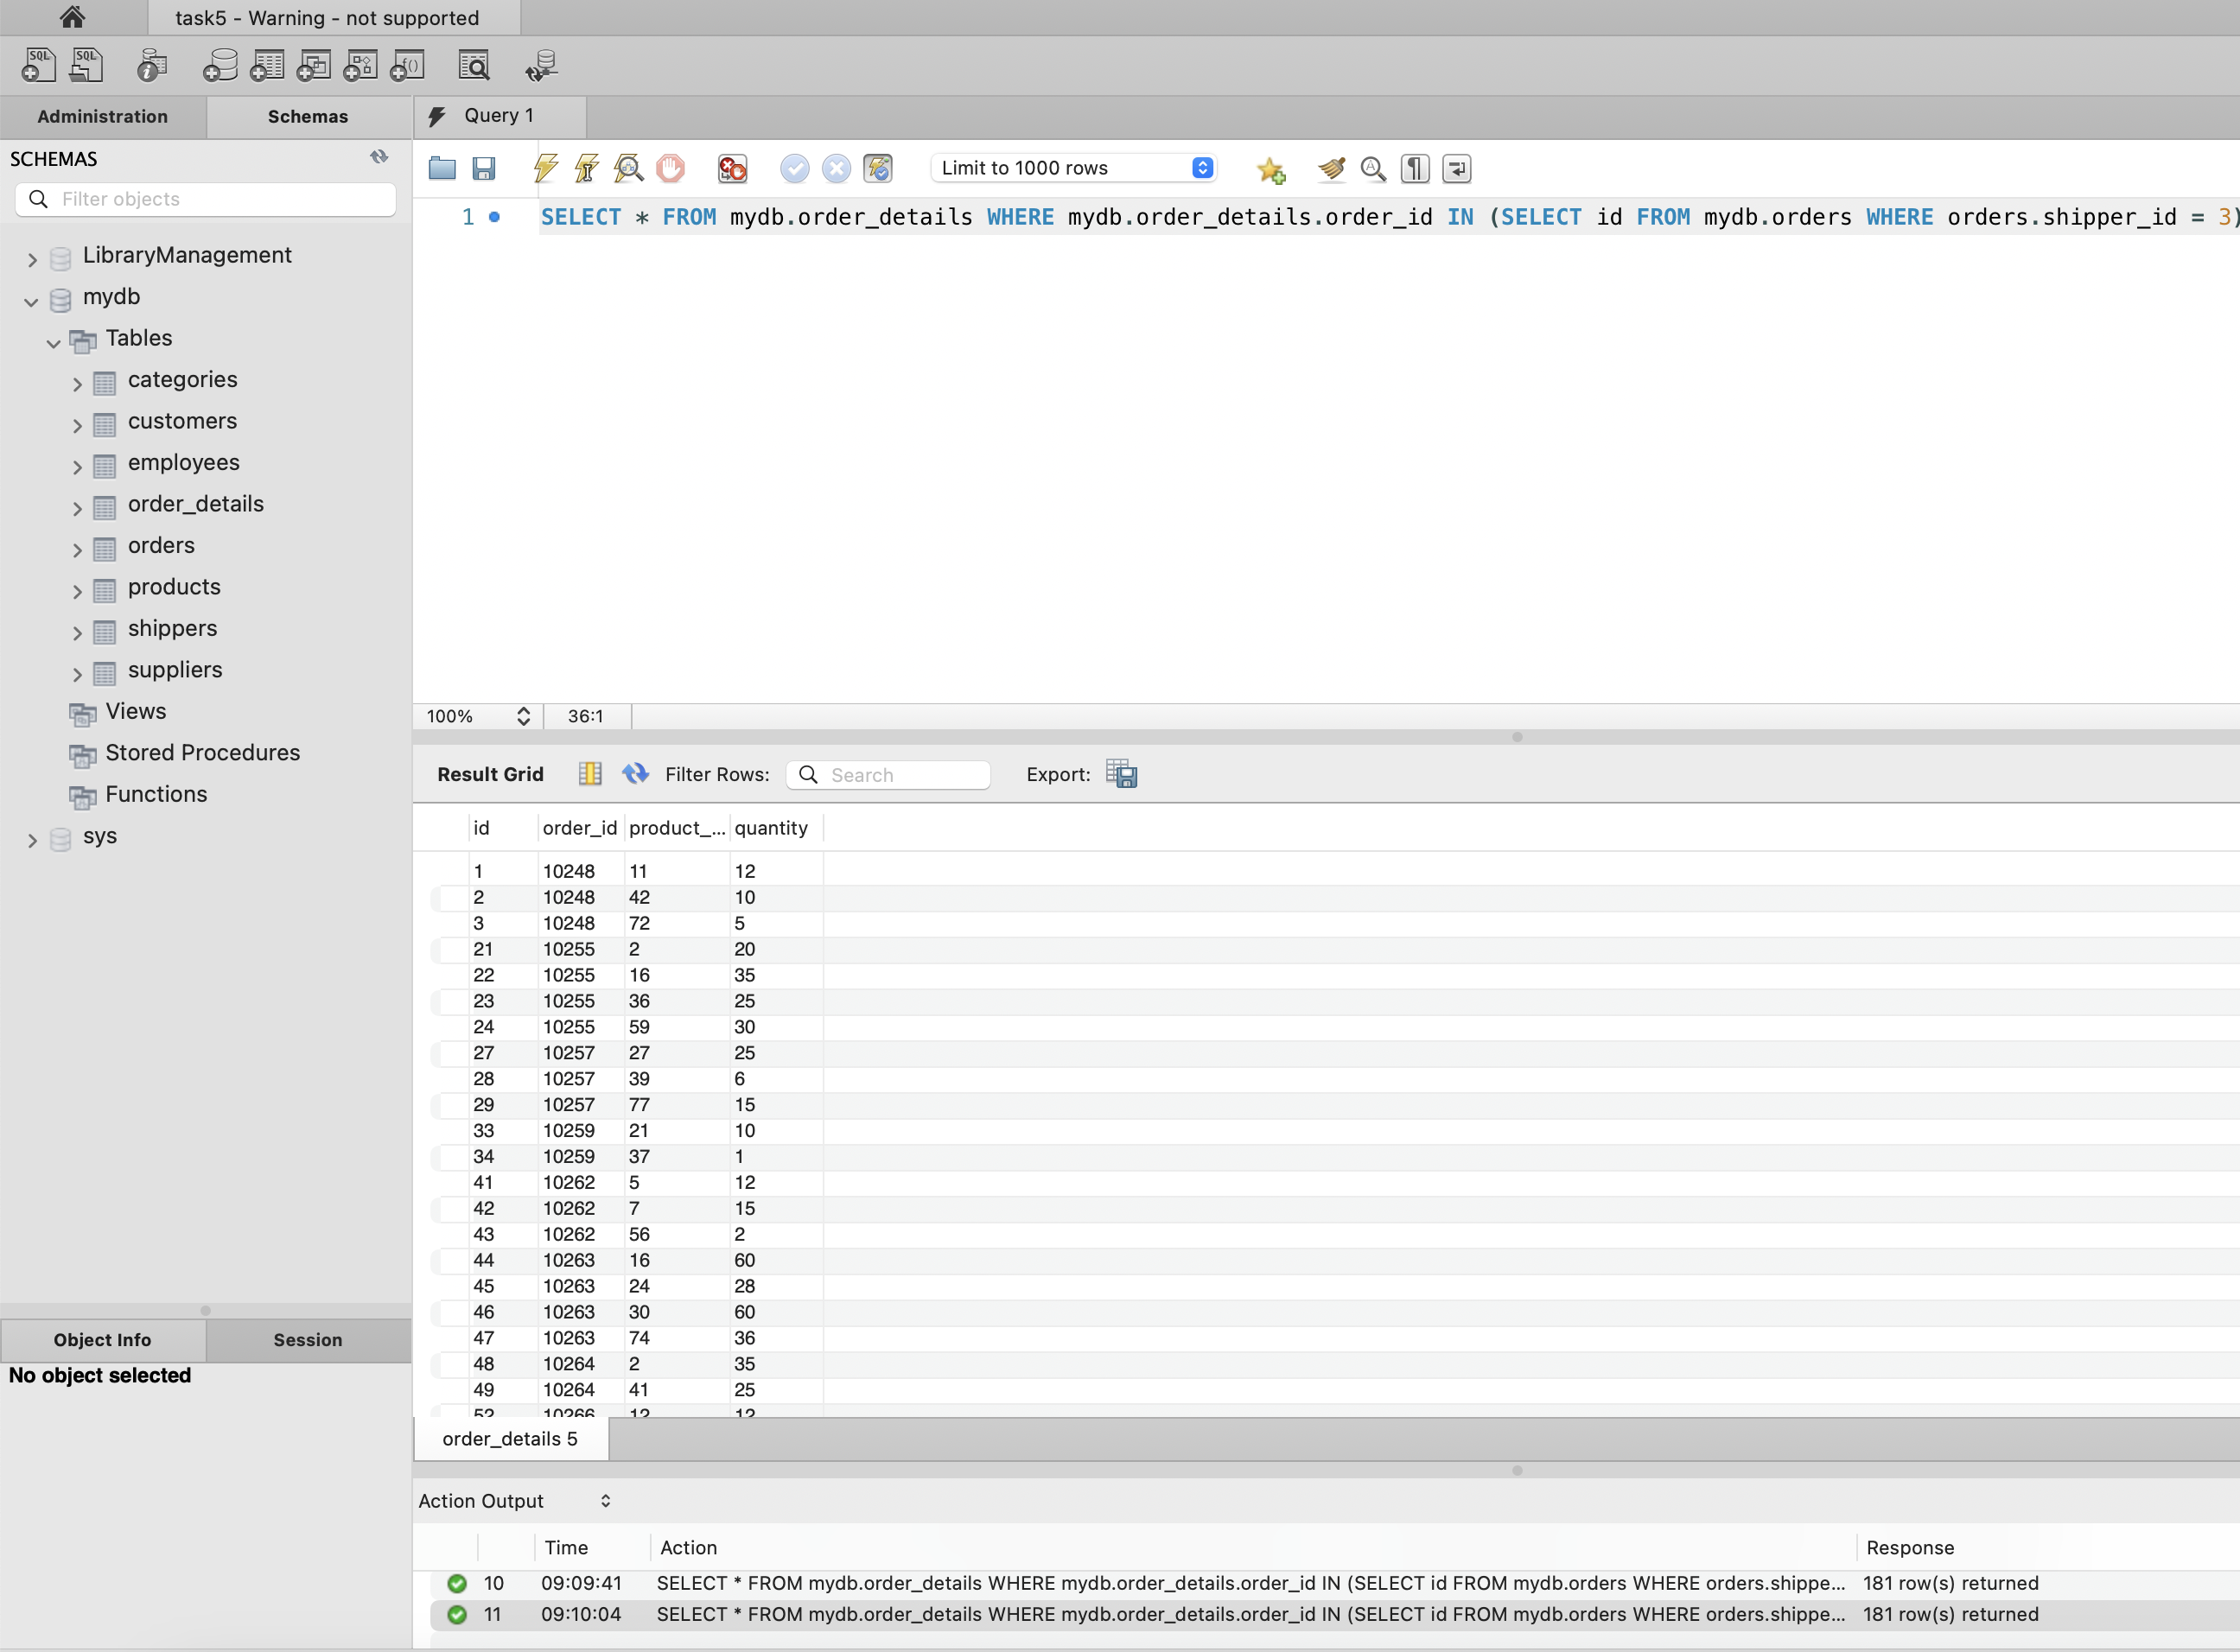 task5 - Warning - not supported
SQL SQL
Administration Schemas Query 1
SCHEMAS
Filter objects
Limit to 1000 rows
1 SELECT * FROM mydb.order_details WHERE mydb.order_details.order_id IN (SELECT id FROM mydb.orders WHERE orders.shipper_id = 3)
LibraryManagement
mydb
Tables
categories
customers
employees
order_details
orders
products
shippers
suppliers
Views
Stored Procedures
Functions
sys
100% 36:1
Result Grid Filter Rows: Search Export:
id order_id product_... quantity
1 10248 11 12
2 10248 42 10
3 10248 72 5
21 10255 2 20
22 10255 16 35
23 10255 36 25
24 10255 59 30
27 10257 27 25
28 10257 39 6
29 10257 77 15
33 10259 21 10
34 10259 37 1
41 10262 5 12
42 10262 7 15
43 10262 56 2
44 10263 16 60
45 10263 24 28
46 10263 30 60
47 10263 74 36
48 10264 2 35
49 10264 41 25
52 10266 12 12
Object Info Session
No object selected
order_details 5
Action Output
Time Action Response
10 09:09:41 SELECT * FROM mydb.order_details WHERE mydb.order_details.order_id IN (SELECT id FROM mydb.orders WHERE orders.shippe... 181 row(s) returned
11 09:10:04 SELECT * FROM mydb.order_details WHERE mydb.order_details.order_id IN (SELECT id FROM mydb.orders WHERE orders.shippe... 181 row(s) returned